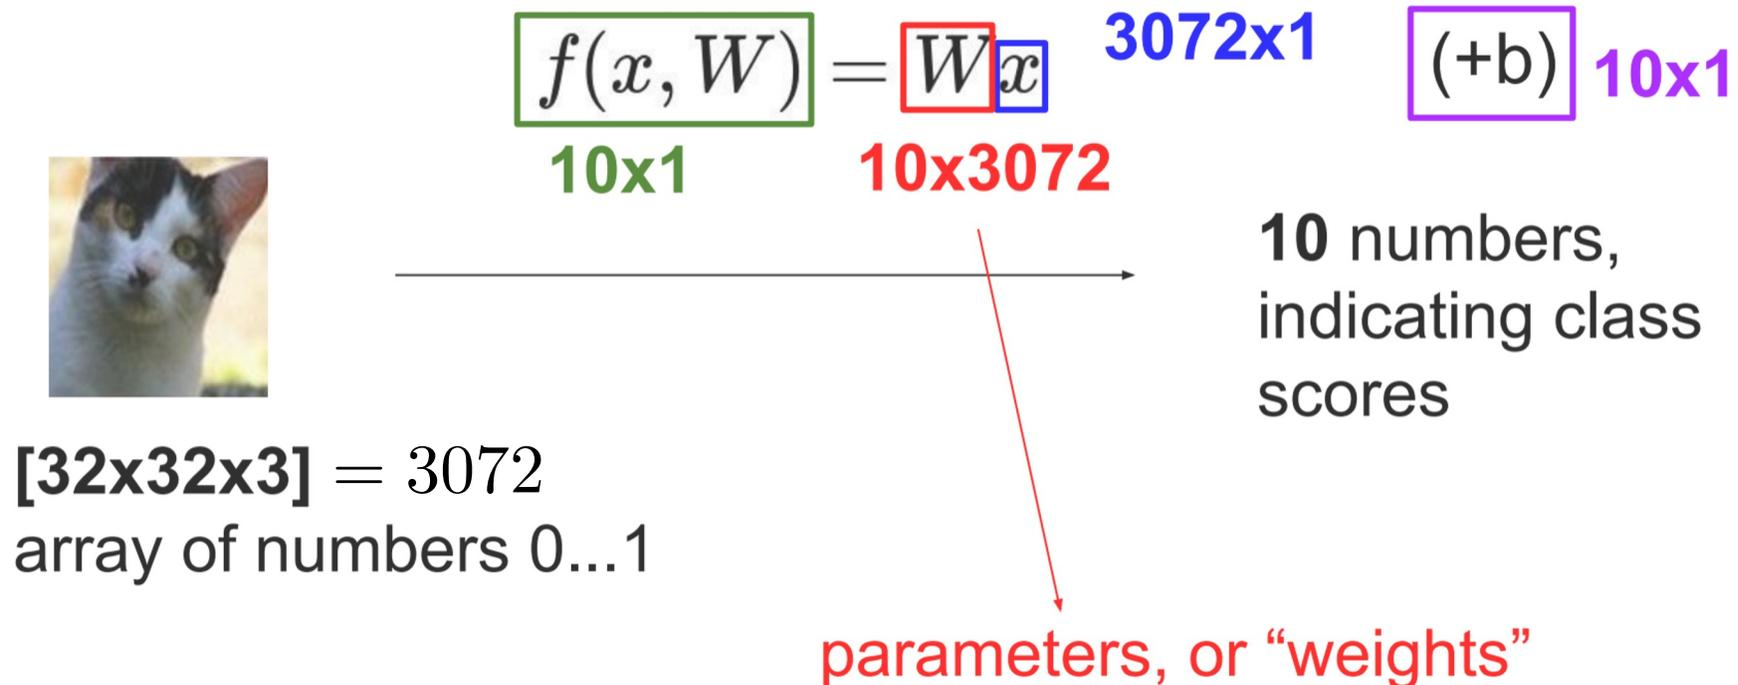 f(x, W) = Wx 3072x1 (+b) 10x1
10x1 10x3072
10 numbers,
indicating class
scores
[32x32x3] = 3072
array of numbers 0...1
parameters, or “weights”